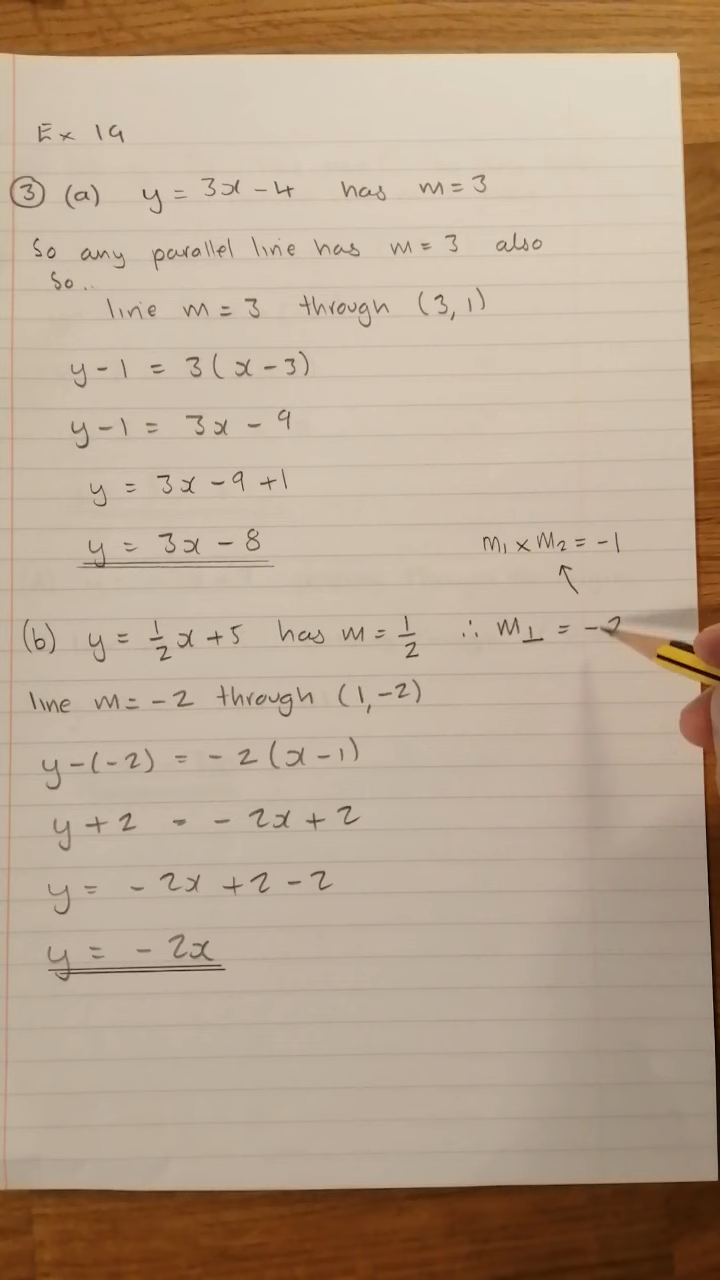 Ex 19
③ (a) y = 3x - 4 has m = 3
So any parallel line has m = 3 also
So..
line m = 3 through (3, 1)
y - 1 = 3(x - 3)
y - 1 = 3x - 9
y = 3x - 9 + 1
y = 3x - 8
m₁ × m₂ = -1
(b) y = ½x + 5 has m = ½ ∴ m⊥ = -2
line m = -2 through (1, -2)
y - (-2) = -2(x - 1)
y + 2 = -2x + 2
y = -2x + 2 - 2
y = -2x